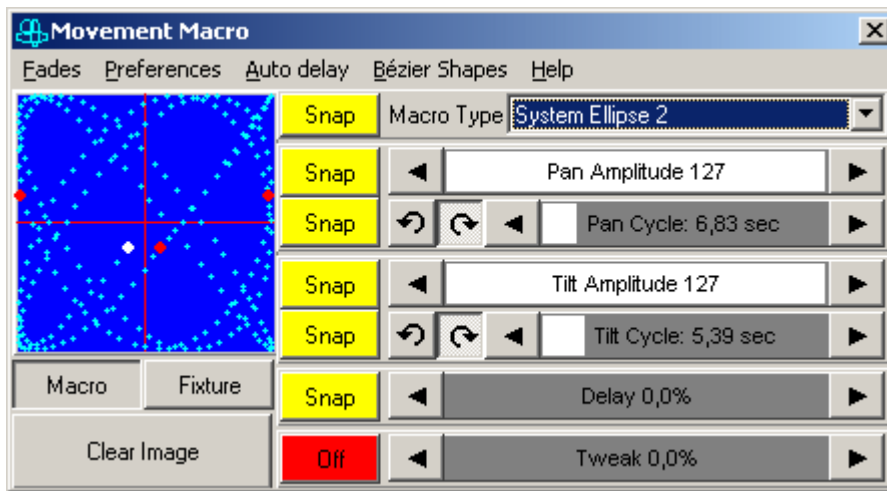 Movement Macro
Fades Preferences Auto delay Bézier Shapes Help
Snap Macro Type System Ellipse 2
Snap Pan Amplitude 127
Snap Pan Cycle: 6,83 sec
Snap Tilt Amplitude 127
Snap Tilt Cycle: 5,39 sec
Macro Fixture Snap Delay 0,0%
Clear Image Off Tweak 0,0%